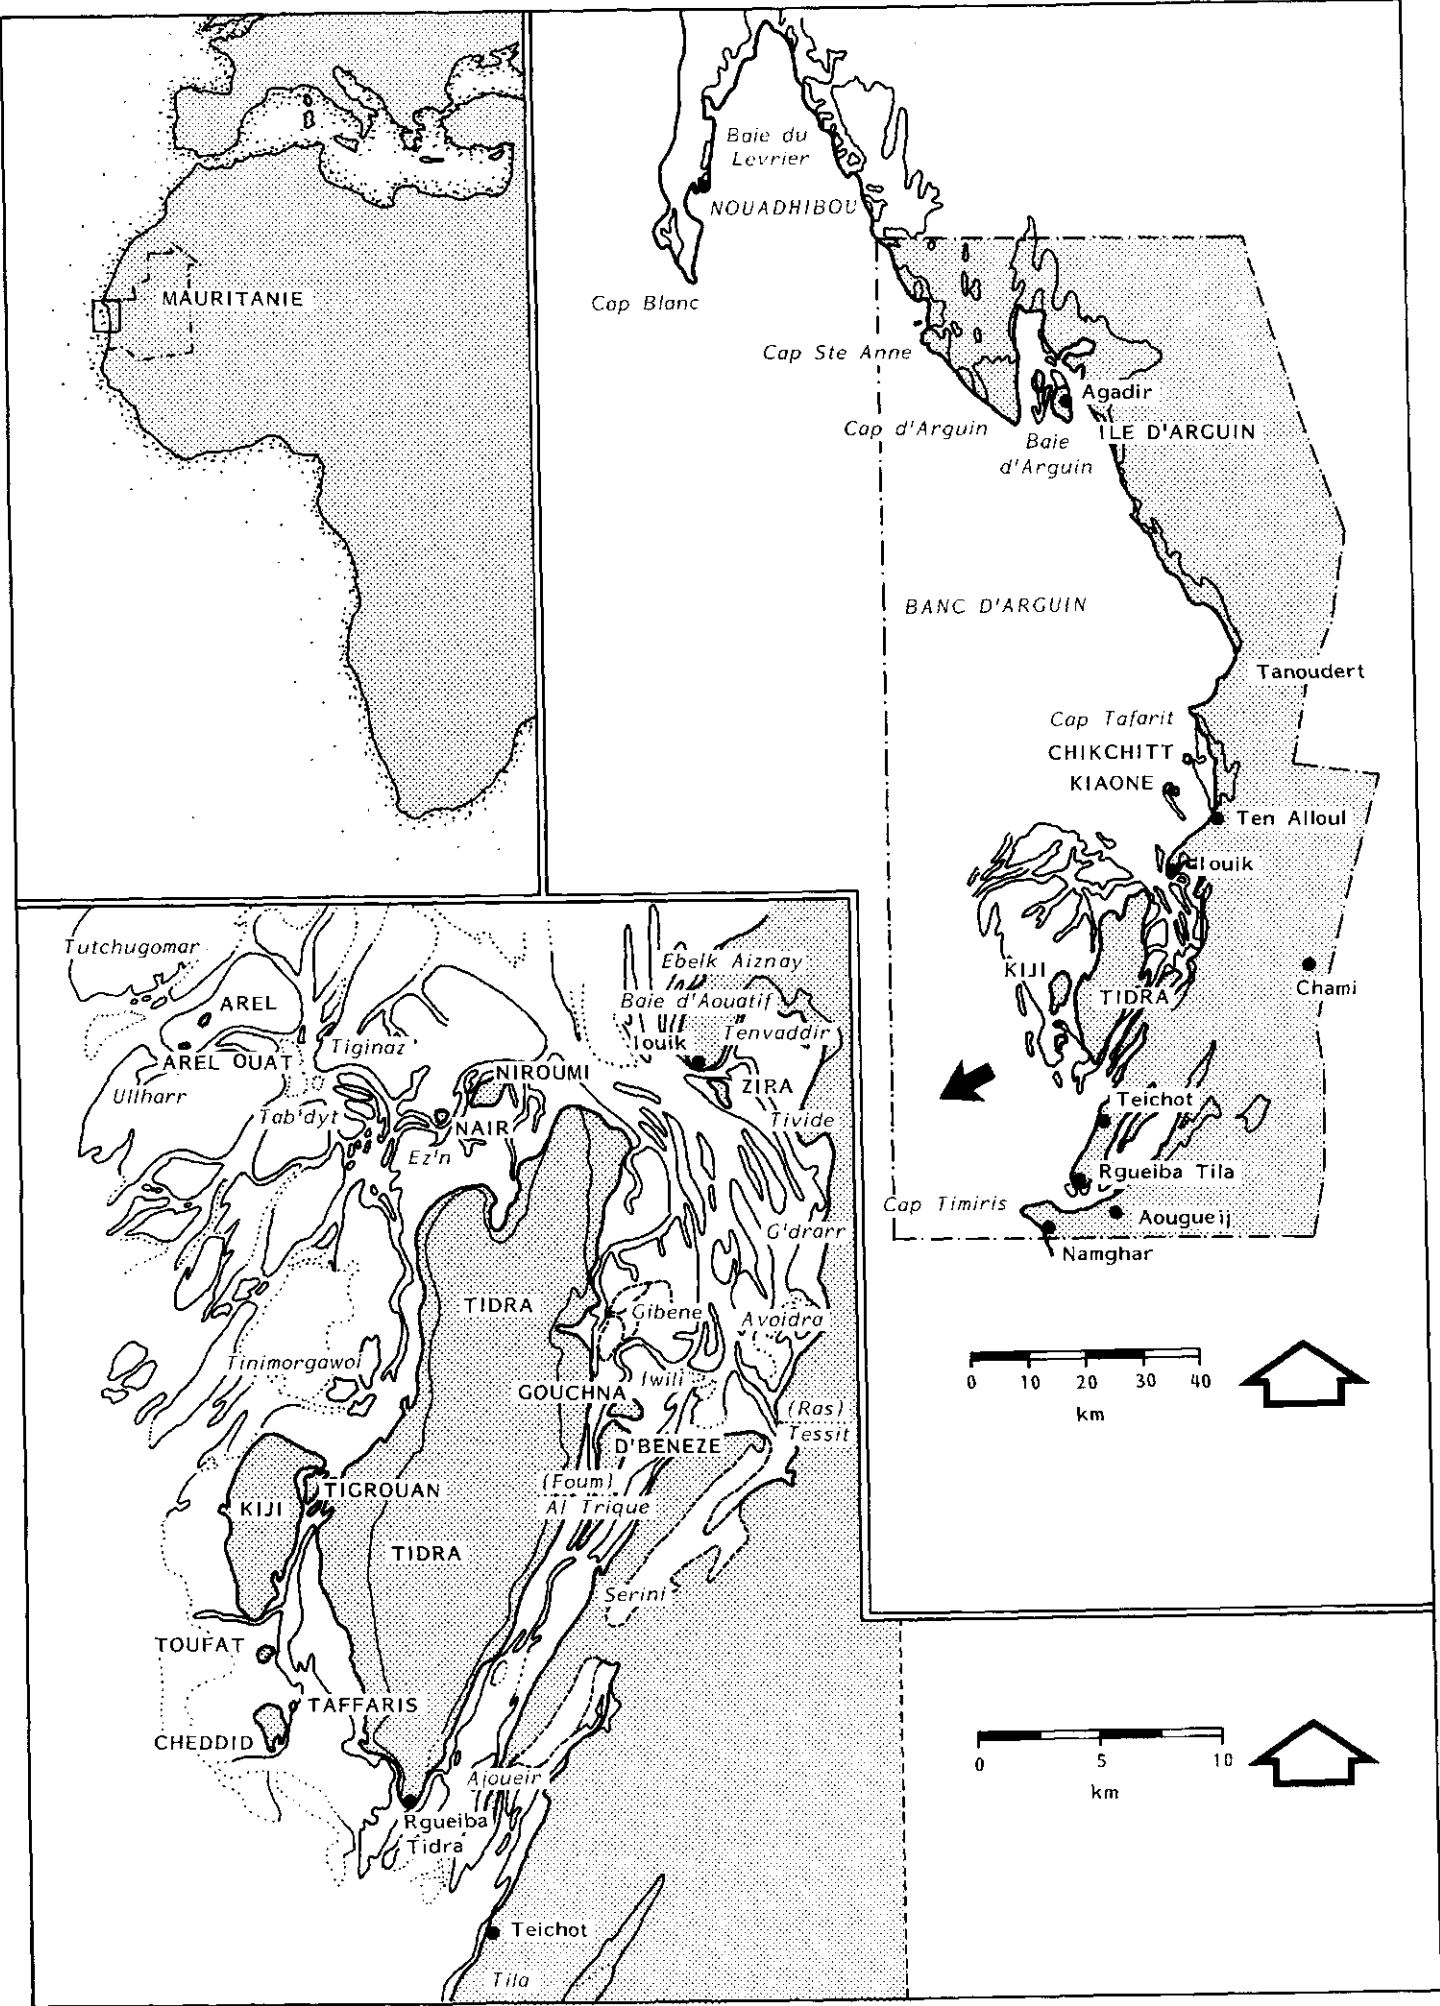 MAURITANIE
Baie du
Levrier
NOUADHIBOU
Cap Blanc
Cap Ste Anne
Agadir
Cap d'Arguin
ILE D'ARGUIN
Baie
d'Arguin
BANC D'ARGUIN
Tanoudert
Cap Tafarit
CHIKCHITT
KIAONE
Ten Alloul
Iouik
KIJI
TIDRA
Chami
Teichot
Rgueiba Tila
Cap Timiris
Aougueij
Namghar
0 10 20 30 40
km
Tutchugomar
Ebelk Aiznay
AREL
Baie d'Aouatif
Tenvaddir
Iouik
Tiginaz
AREL OUAT
NIROUMI
ZIRA
Ullharr
Tab'dyt
NAIR
Tivide
Ez'n
G'drarr
TIDRA
Gibene
Avoidra
Tinimorgawoi
Iwili
GOUCHNA
(Ras)
Tessit
D'BENEZE
(Foum)
Al Trique
TIGROUAN
KIJI
TIDRA
Serini
TOUFAT
TAFFARIS
CHEDDID
Ajoueir
Rgueiba
Tidra
Teichot
Tila
0 5 10
km